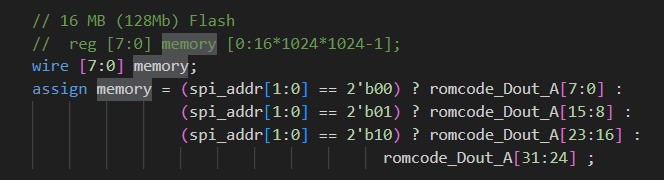 // 16 MB (128Mb) Flash
//  reg [7:0] memory [0:16*1024*1024-1];
wire [7:0] memory;
assign memory = (spi_addr[1:0] == 2'b00) ? romcode_Dout_A[7:0] :
(spi_addr[1:0] == 2'b01) ? romcode_Dout_A[15:8] :
(spi_addr[1:0] == 2'b10) ? romcode_Dout_A[23:16] :
romcode_Dout_A[31:24] ;